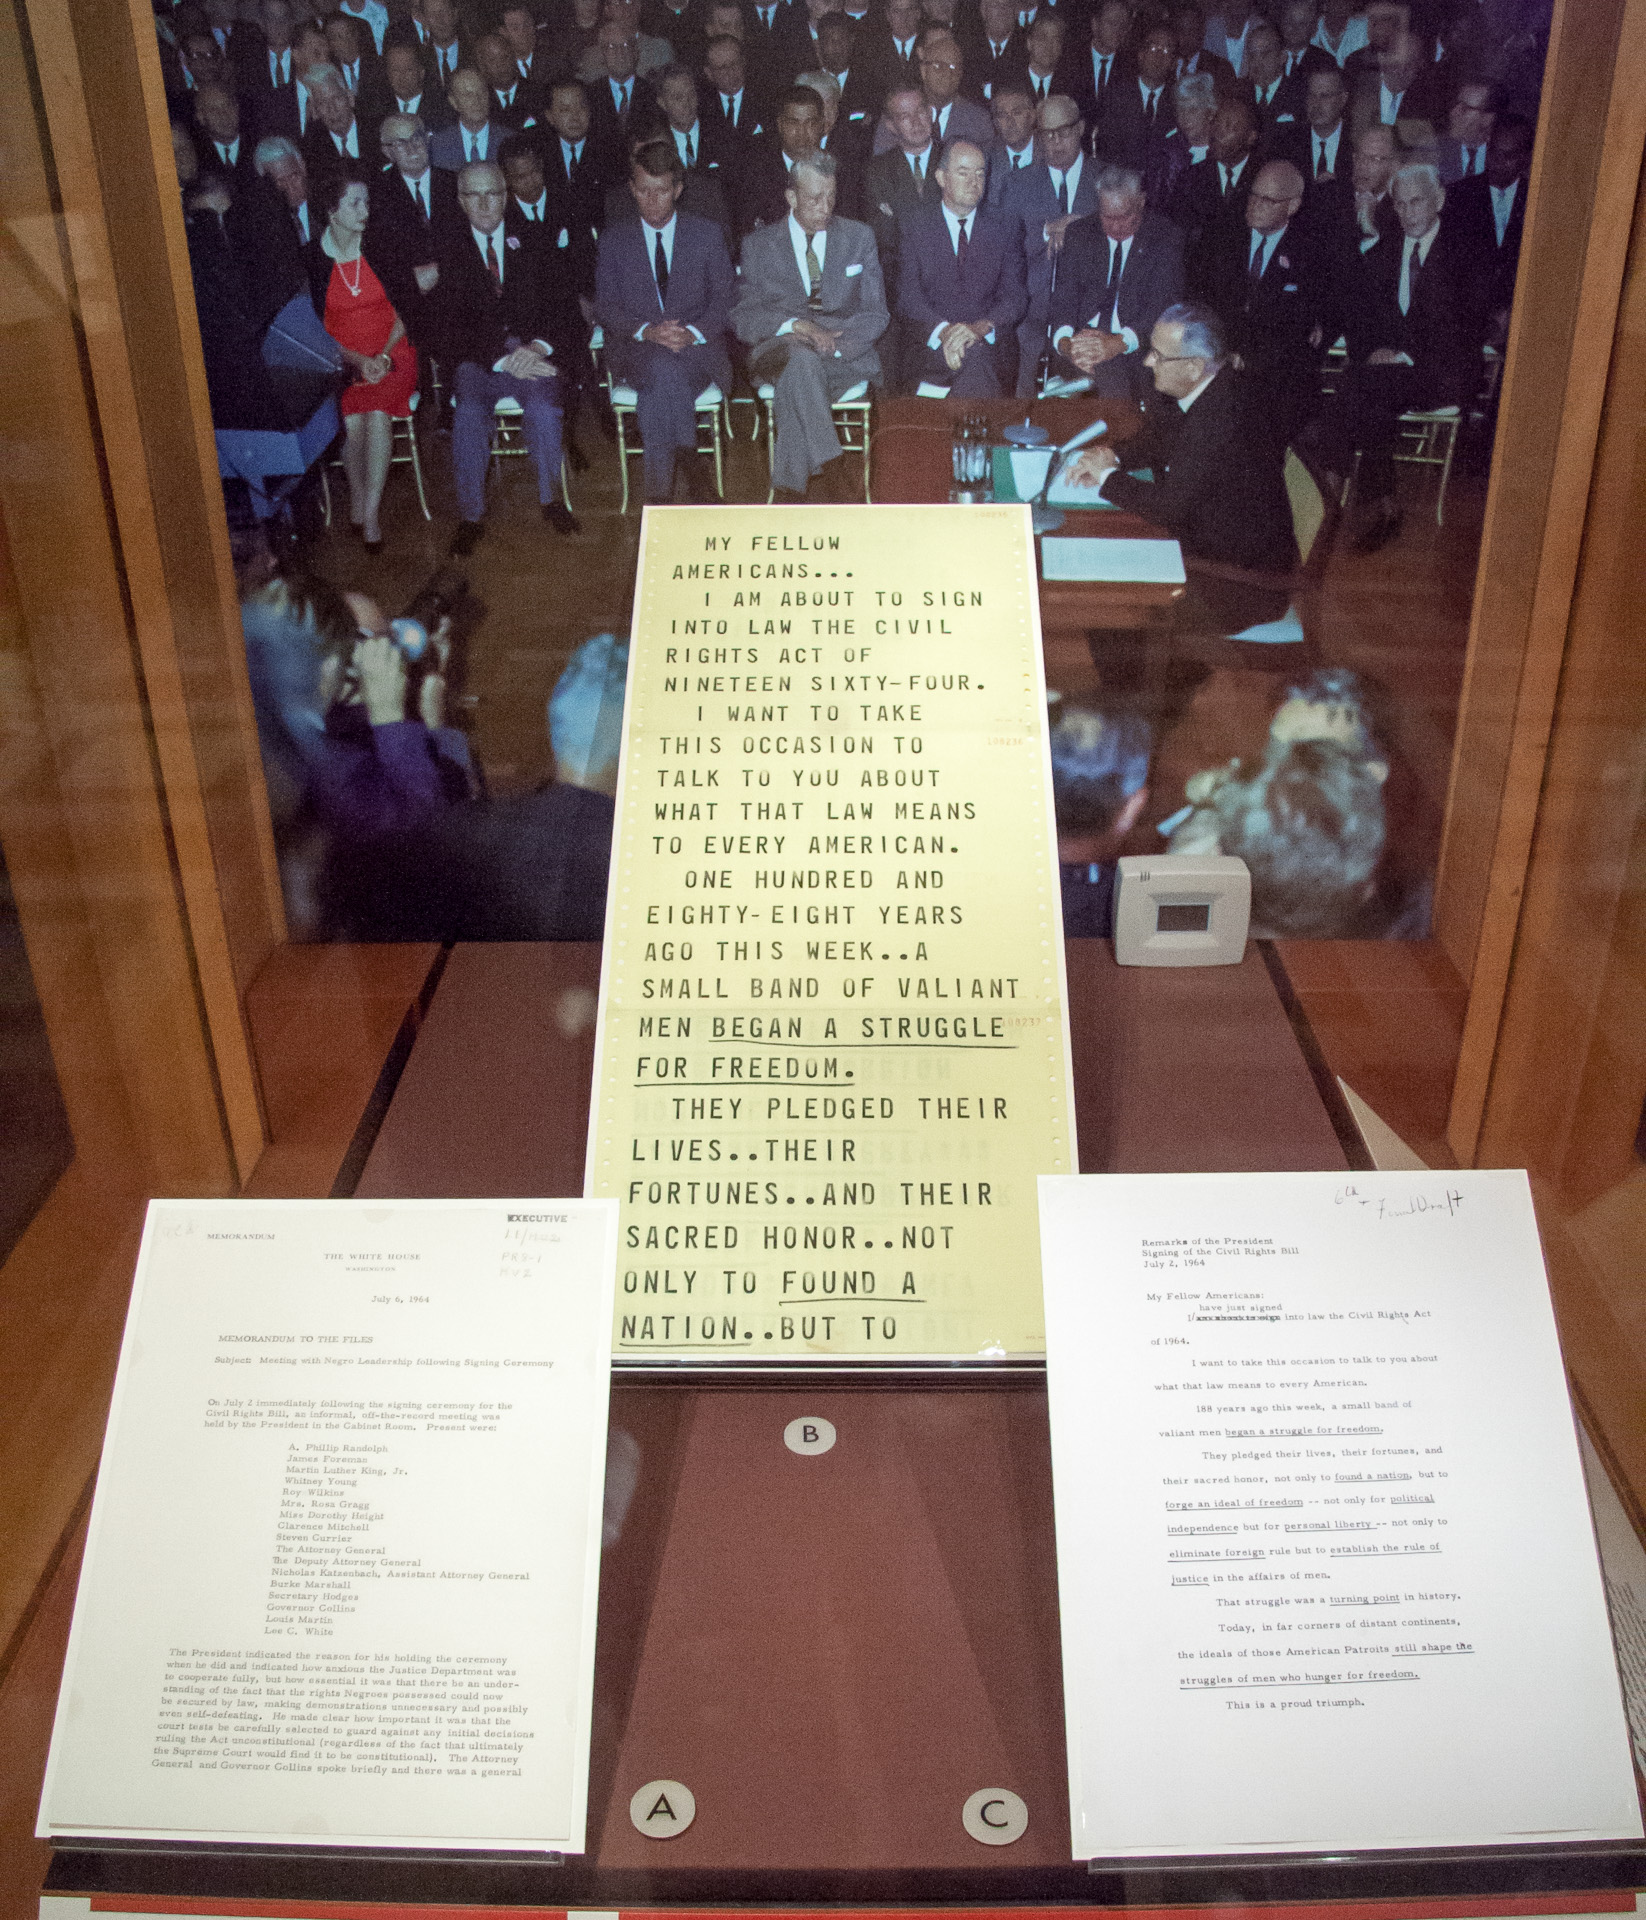 MY FELLOW
AMERICANS...
I AM ABOUT TO SIGN
INTO LAW THE CIVIL
RIGHTS ACT OF
NINETEEN SIXTY-FOUR.
I WANT TO TAKE
THIS OCCASION TO
TALK TO YOU ABOUT
WHAT THAT LAW MEANS
TO EVERY AMERICAN.
ONE HUNDRED AND
EIGHTY-EIGHT YEARS
AGO THIS WEEK..A
SMALL BAND OF VALIANT
MEN BEGAN A STRUGGLE
FOR FREEDOM.
THEY PLEDGED THEIR
LIVES..THEIR
FORTUNES..AND THEIR
SACRED HONOR..NOT
ONLY TO FOUND A
NATION..BUT TO
EXECUTIVE
MEMORANDUM
THE WHITE HOUSE
WASHINGTON
July 6, 1964
MEMORANDUM TO THE FILES
Subject: Meeting with Negro Leadership following Signing Ceremony
On July 2 immediately following the signing ceremony for the
Civil Rights Bill, an informal, off-the-record meeting was
held by the President in the Cabinet Room. Present were:
A. Phillip Randolph
James Foreman
Martin Luther King, Jr.
Whitney Young
Roy Wilkins
Mrs. Rosa Gragg
Miss Dorothy Height
Clarence Mitchell
Steven Currier
The Attorney General
The Deputy Attorney General
Nicholas Katzenbach, Assistant Attorney General
Burke Marshall
Secretary Hodges
Governor Collins
Louis Martin
Lee C. White
The President indicated the reason for his holding the ceremony
when he did and indicated how anxious the Justice Department was
to cooperate fully, but how essential it was that there be an under-
standing of the fact that the rights Negroes possessed could now
be secured by law, making demonstrations unnecessary and possibly
even self-defeating. He made clear how important it was that the
court tests be carefully selected to guard against any initial decisions
ruling the Act unconstitutional (regardless of the fact that ultimately
the Supreme Court would find it to be constitutional). The Attorney
General and Governor Collins spoke briefly and there was a general
6th + Final Draft
Remarks of the President
Signing of the Civil Rights Bill
July 2, 1964
My Fellow Americans:
have just signed
I/ into law the Civil Rights Act
of 1964.
I want to take this occasion to talk to you about
what that law means to every American.
188 years ago this week, a small band of
valiant men began a struggle for freedom.
They pledged their lives, their fortunes, and
their sacred honor, not only to found a nation, but to
forge an ideal of freedom -- not only for political
independence but for personal liberty -- not only to
eliminate foreign rule but to establish the rule of
justice in the affairs of men.
That struggle was a turning point in history.
Today, in far corners of distant continents,
the ideals of those American Patroits still shape the
struggles of men who hunger for freedom.
This is a proud triumph.
B
A
C